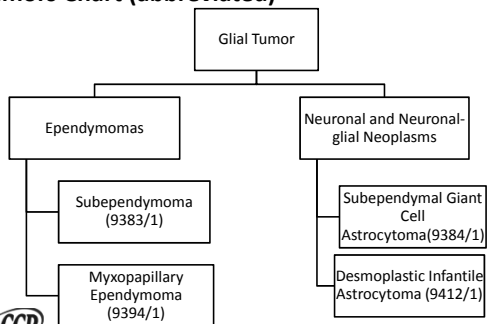 Glial Tumor
Ependymomas
Neuronal and Neuronal-
glial Neoplasms
Subependymoma
(9383/1)
Subependymal Giant
Cell
Astrocytoma(9384/1)
Myxopapillary
Ependymoma
(9394/1)
Desmoplastic Infantile
Astrocytoma (9412/1)